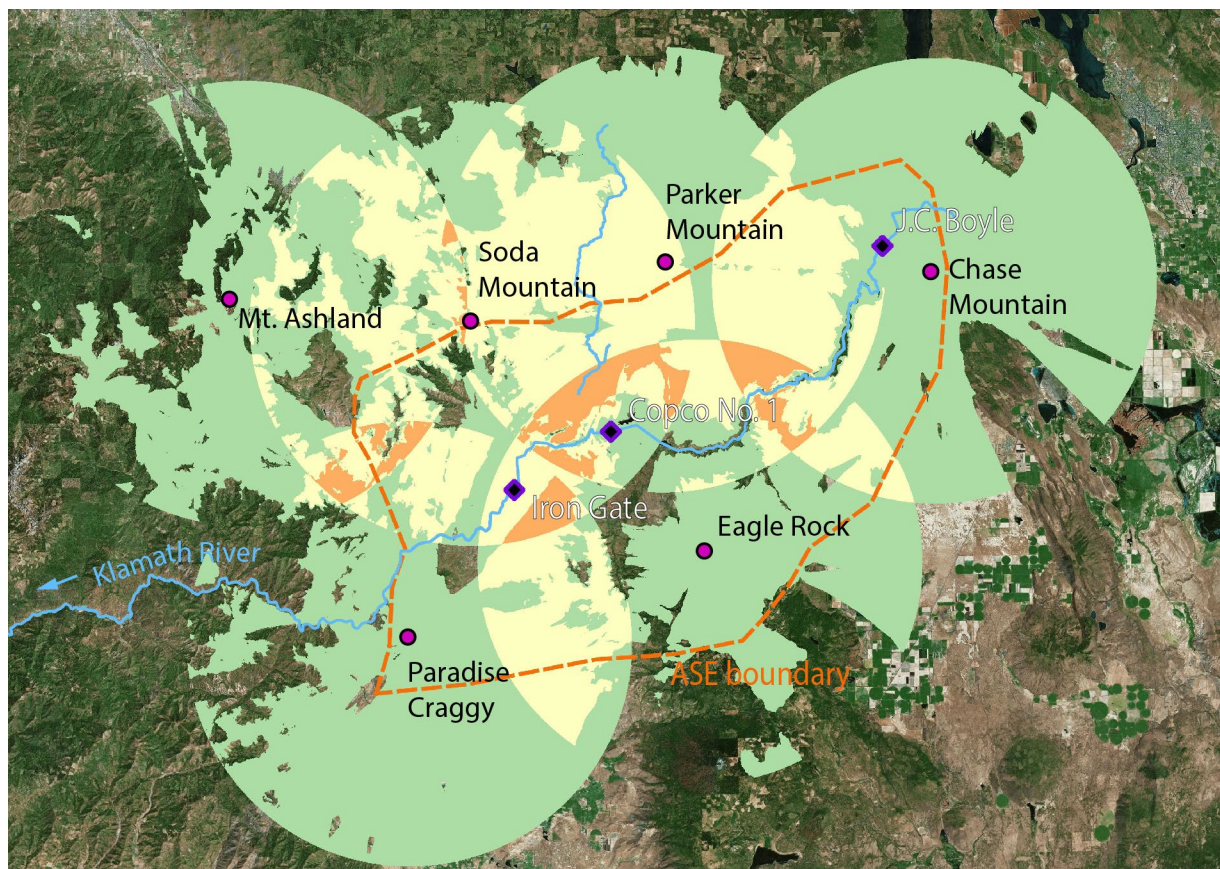 Parker
Mountain
J.C. Boyle
Soda
Mountain
Chase
Mountain
Mt. Ashland
Copco No. 1
Iron Gate
Eagle Rock
Klamath River
Paradise
Craggy
ASE boundary